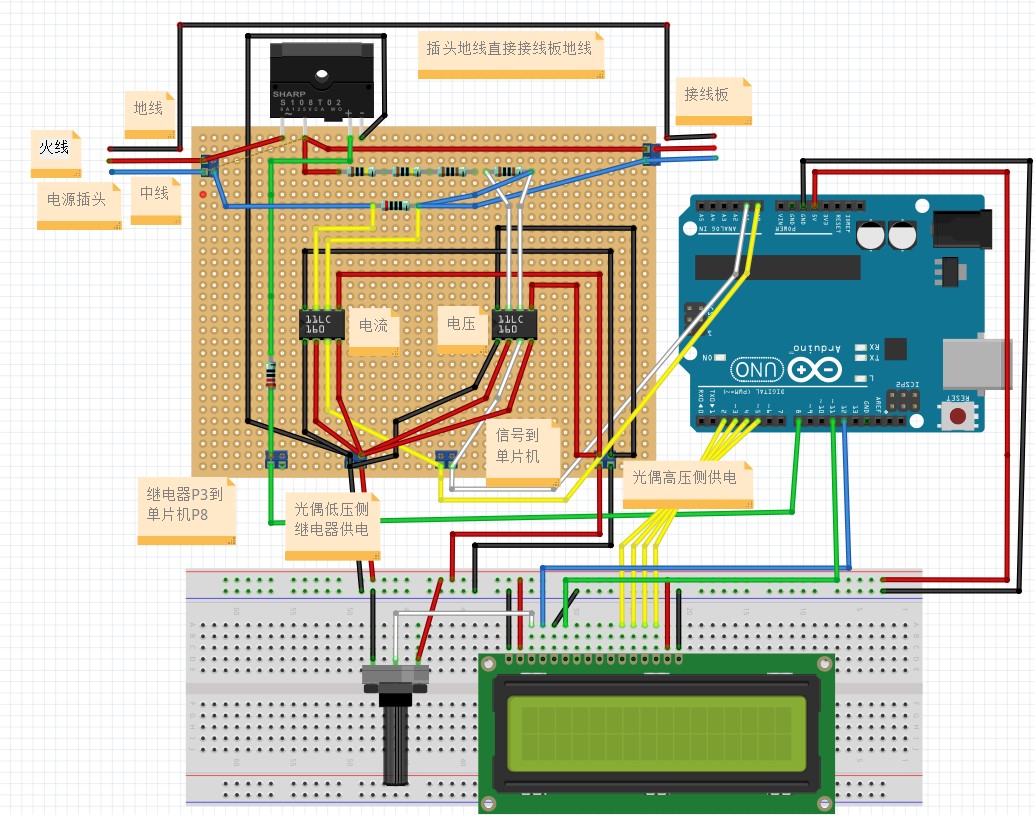 插头地线直接接线板地线
SHARP
S108T02
地线
接线板
火线
电源插头
中线
11LC
160
电流
电压
11LC
160
信号到
单片机
光偶高压侧供电
继电器P3到
单片机P8
光偶低压侧
继电器供电
A5
A4
A3
A2
ANALOG IN
VIN
GND
GND
5V
3V3
RESET
IOREF
POWER
Arduino
™
UNO
ON
RX
TX
L
ICSP2
RESET
AREF
GND
DIGITAL (PWM=~)